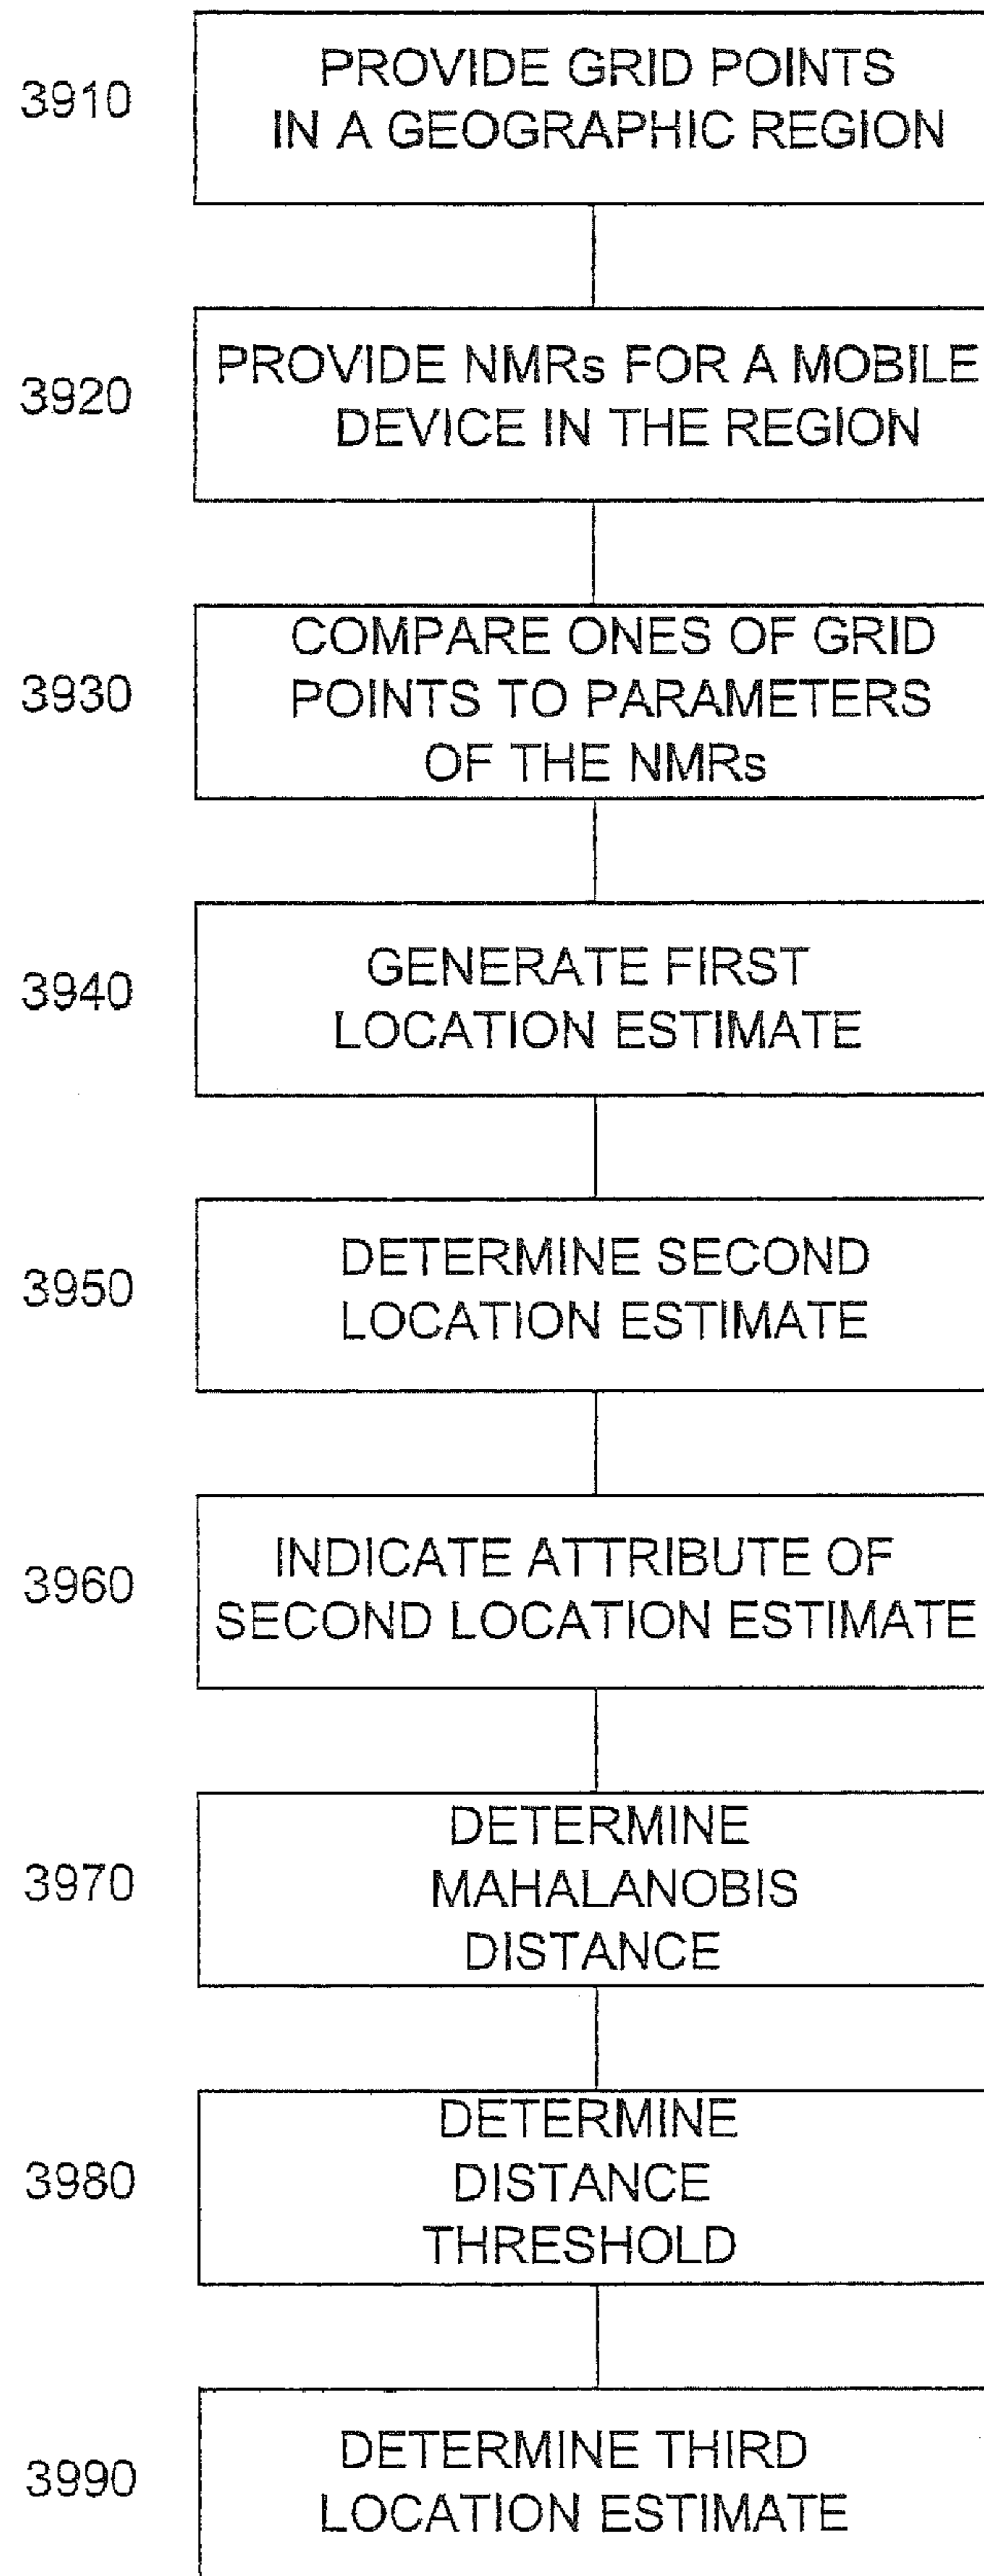 3910
PROVIDE GRID POINTS
IN A GEOGRAPHIC REGION
3920
PROVIDE NMRs FOR A MOBILE
DEVICE IN THE REGION
3930
COMPARE ONES OF GRID
POINTS TO PARAMETERS
OF THE NMRs
3940
GENERATE FIRST
LOCATION ESTIMATE
3950
DETERMINE SECOND
LOCATION ESTIMATE
3960
INDICATE ATTRIBUTE OF
SECOND LOCATION ESTIMATE
3970
DETERMINE
MAHALANOBIS
DISTANCE
3980
DETERMINE
DISTANCE
THRESHOLD
3990
DETERMINE THIRD
LOCATION ESTIMATE